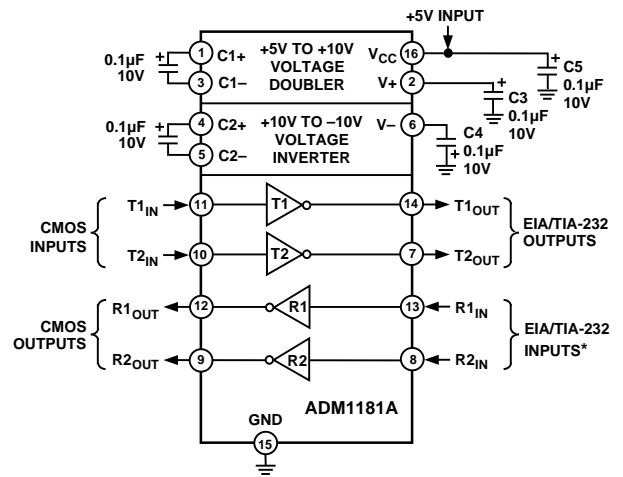 +5V INPUT
0.1µF
10V
+
1
C1+
3
C1–
+5V TO +10V
VOLTAGE
DOUBLER
VCC
16
V+
2
+
C5
0.1µF
10V
+
C3
0.1µF
10V
0.1µF
10V
+
4
C2+
5
C2–
+10V TO –10V
VOLTAGE
INVERTER
V–
6
C4
+
0.1µF
10V
CMOS
INPUTS
T1IN
11
T1
14
T1OUT
T2IN
10
T2
7
T2OUT
EIA/TIA-232
OUTPUTS
CMOS
OUTPUTS
R1OUT
12
R1
13
R1IN
R2OUT
9
R2
8
R2IN
EIA/TIA-232
INPUTS*
ADM1181A
GND
15